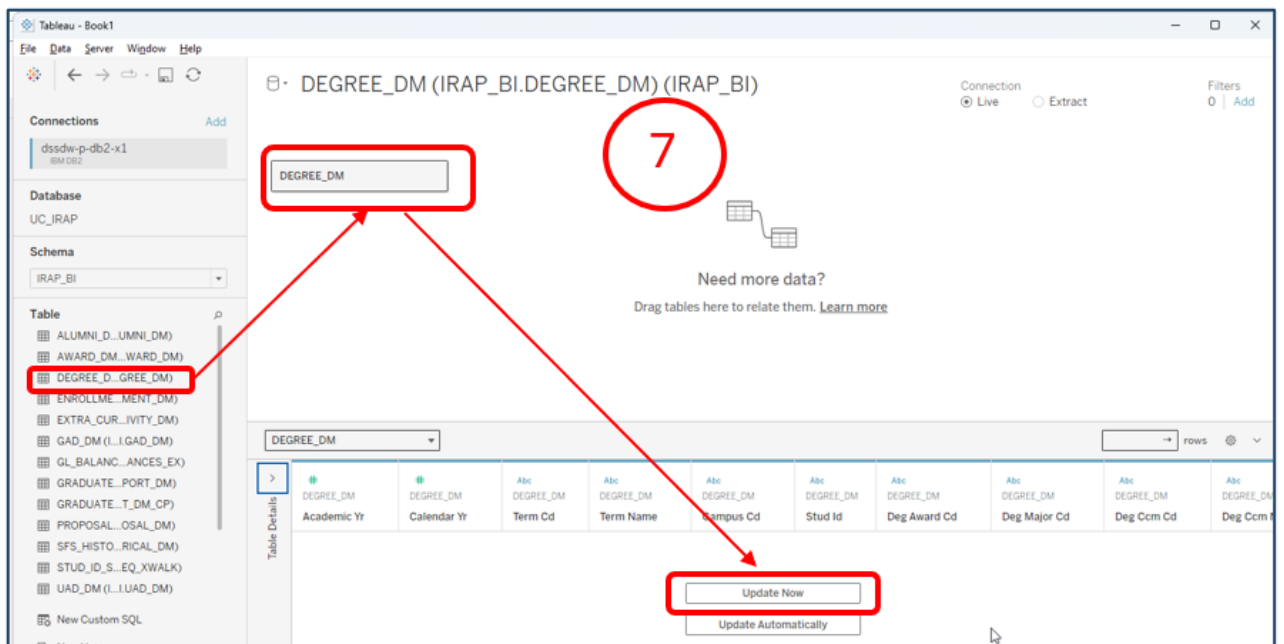 Tableau - Book1
File Data Server Window Help
DEGREE_DM (IRAP_BI.DEGREE_DM) (IRAP_BI)
Connection
Live Extract
Filters
0 Add
Connections Add
dssdw-p-db2-x1
IBM DB2
Database
UC_IRAP
Schema
IRAP_BI
Table
ALUMNI_D...UMNI_DM)
AWARD_DM...WARD_DM)
DEGREE_D...GREE_DM)
ENROLLME...MENT_DM)
EXTRA_CUR...IVITY_DM)
GAD_DM (I...I.GAD_DM)
GL_BALANC...ANCES_EX)
GRADUATE...PORT_DM)
GRADUATE...T_DM_CP)
PROPOSAL...OSAL_DM)
SFS_HISTO...RICAL_DM)
STUD_ID_S...EQ_XWALK)
UAD_DM (I...I.UAD_DM)
New Custom SQL
DEGREE_DM
7
Need more data?
Drag tables here to relate them. Learn more
DEGREE_DM
rows
Table Details
# # Abc Abc Abc Abc Abc Abc Abc Abc
DEGREE_DM DEGREE_DM DEGREE_DM DEGREE_DM DEGREE_DM DEGREE_DM DEGREE_DM DEGREE_DM DEGREE_DM DEGREE_DM
Academic Yr Calendar Yr Term Cd Term Name Campus Cd Stud Id Deg Award Cd Deg Major Cd Deg Ccm Cd Deg Ccm
Update Now
Update Automatically